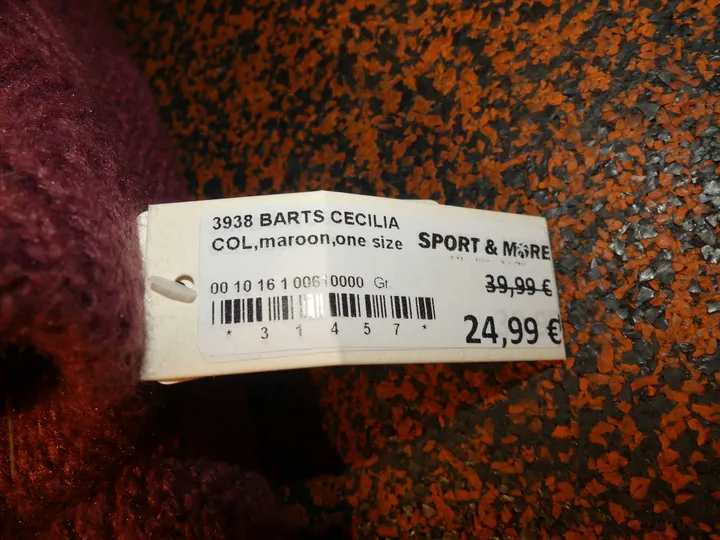 3938 BARTS CECILIA
COL,maroon,one size
SPORT & MORE
39,99 €
00 10 16 1 006 0000 Gr.
* 3 1 4 5 7 *
24,99 €